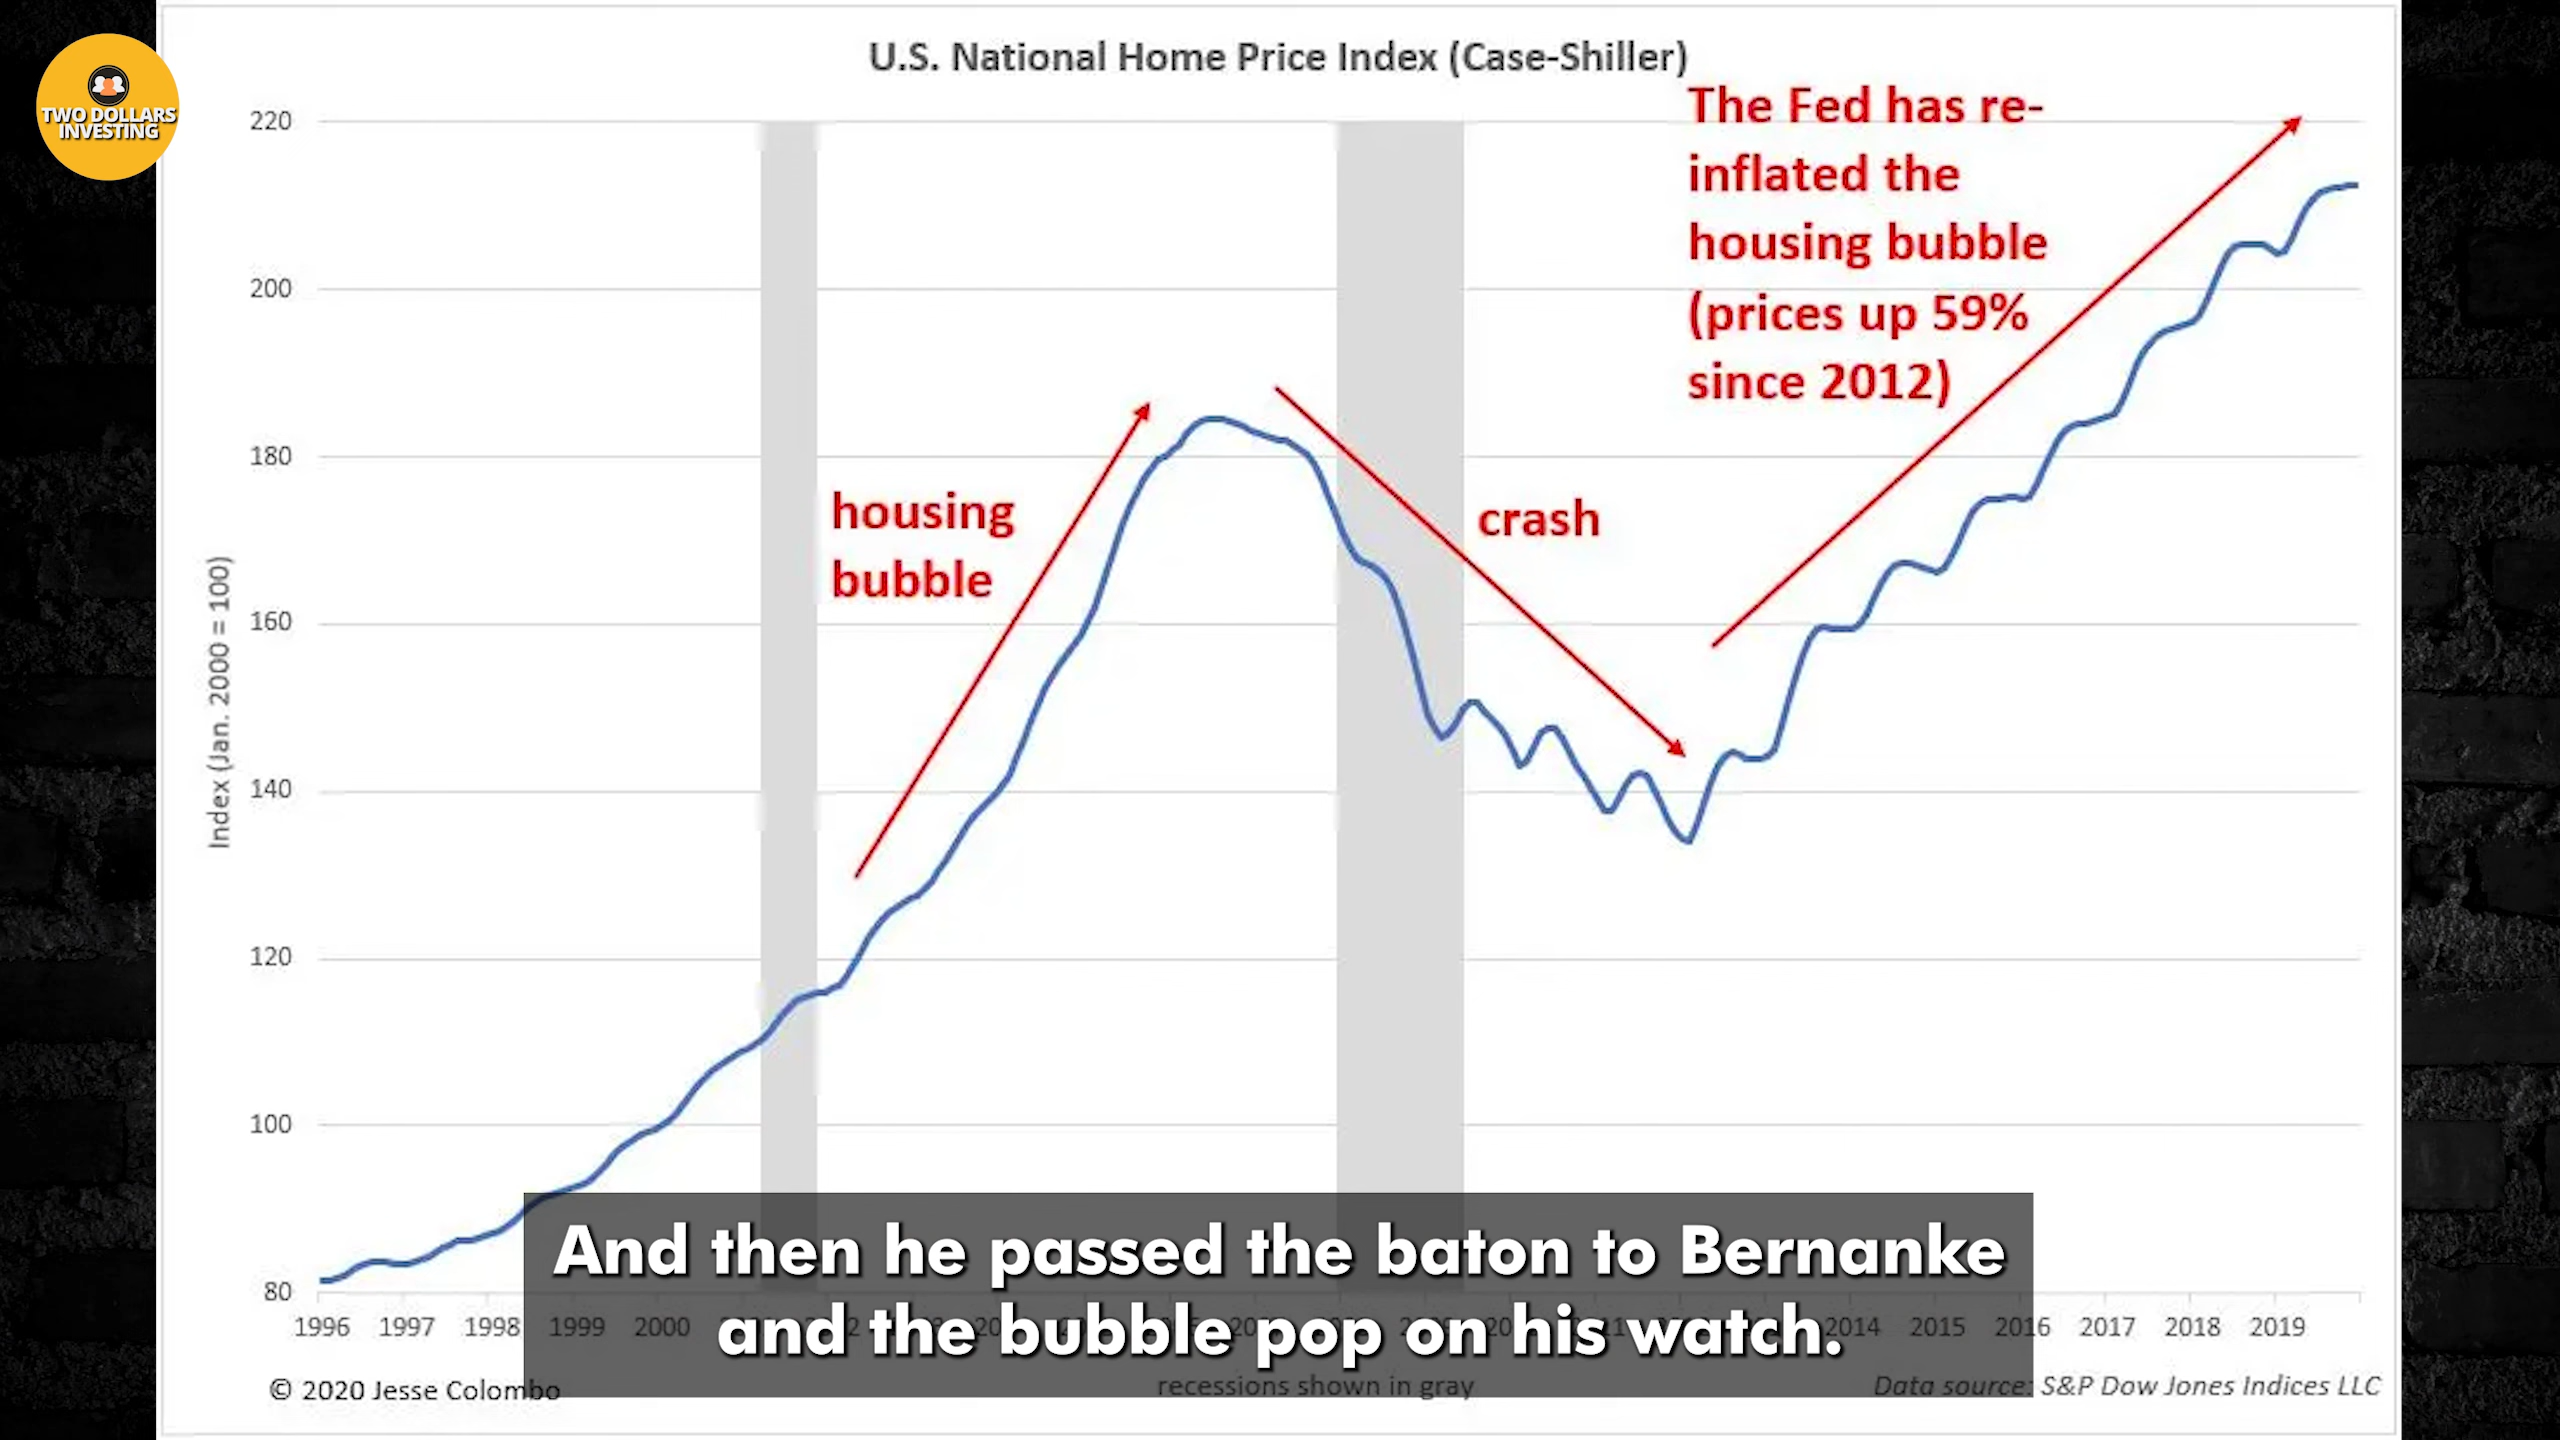 TWO DOLLARS
INVESTING
U.S. National Home Price Index (Case-Shiller)
The Fed has re-
inflated the
housing bubble
(prices up 59%
since 2012)
housing
bubble
crash
Index (Jan. 2000 = 100)
220
200
180
160
140
120
100
80
1996 1997 1998 1999 2000 2014 2015 2016 2017 2018 2019
And then he passed the baton to Bernanke
and the bubble pop on his watch.
© 2020 Jesse Colombo
recessions shown in gray
Data source: S&P Dow Jones Indices LLC